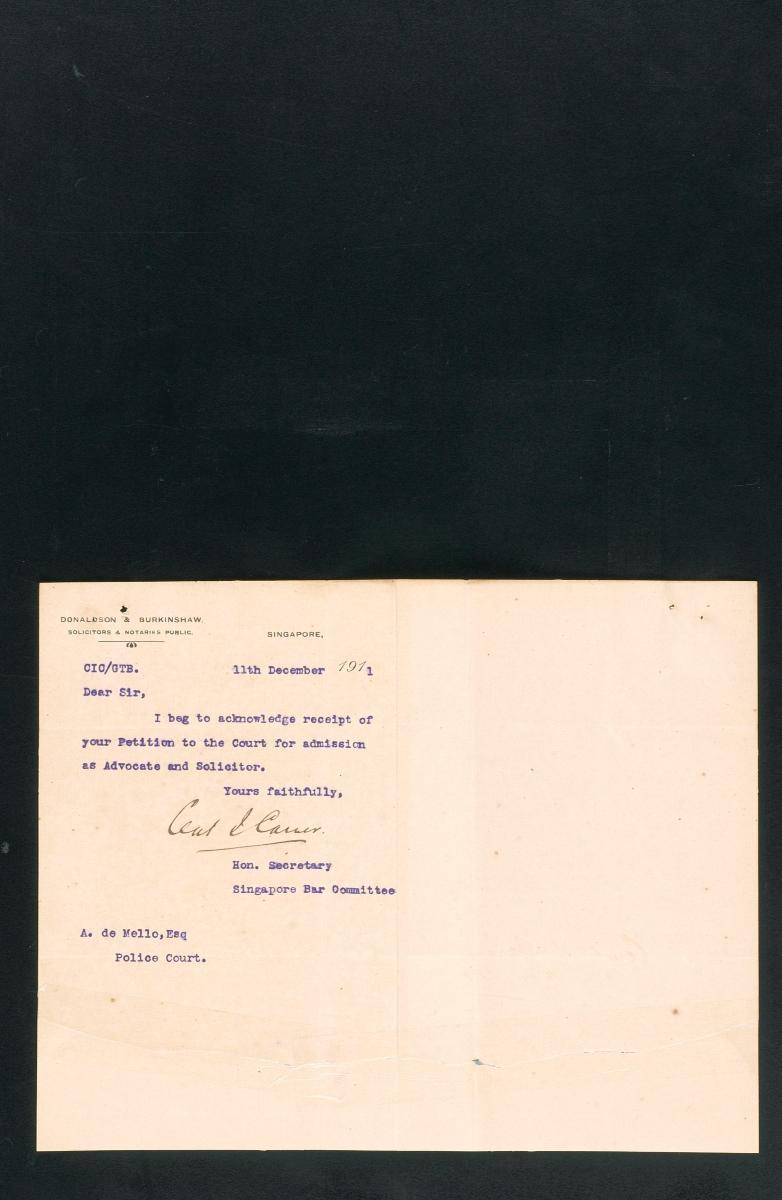 DONALDSON & BURKINSHAW.
SOLICITORS & NOTARIES PUBLIC.
SINGAPORE,
CIC/GTB.
11th December 1911
Dear Sir,
I beg to acknowledge receipt of
your Petition to the Court for admission
as Advocate and Solicitor.
Yours faithfully,
Hon. Secretary
Singapore Bar Committee
A. de Mello,Esq
Police Court.